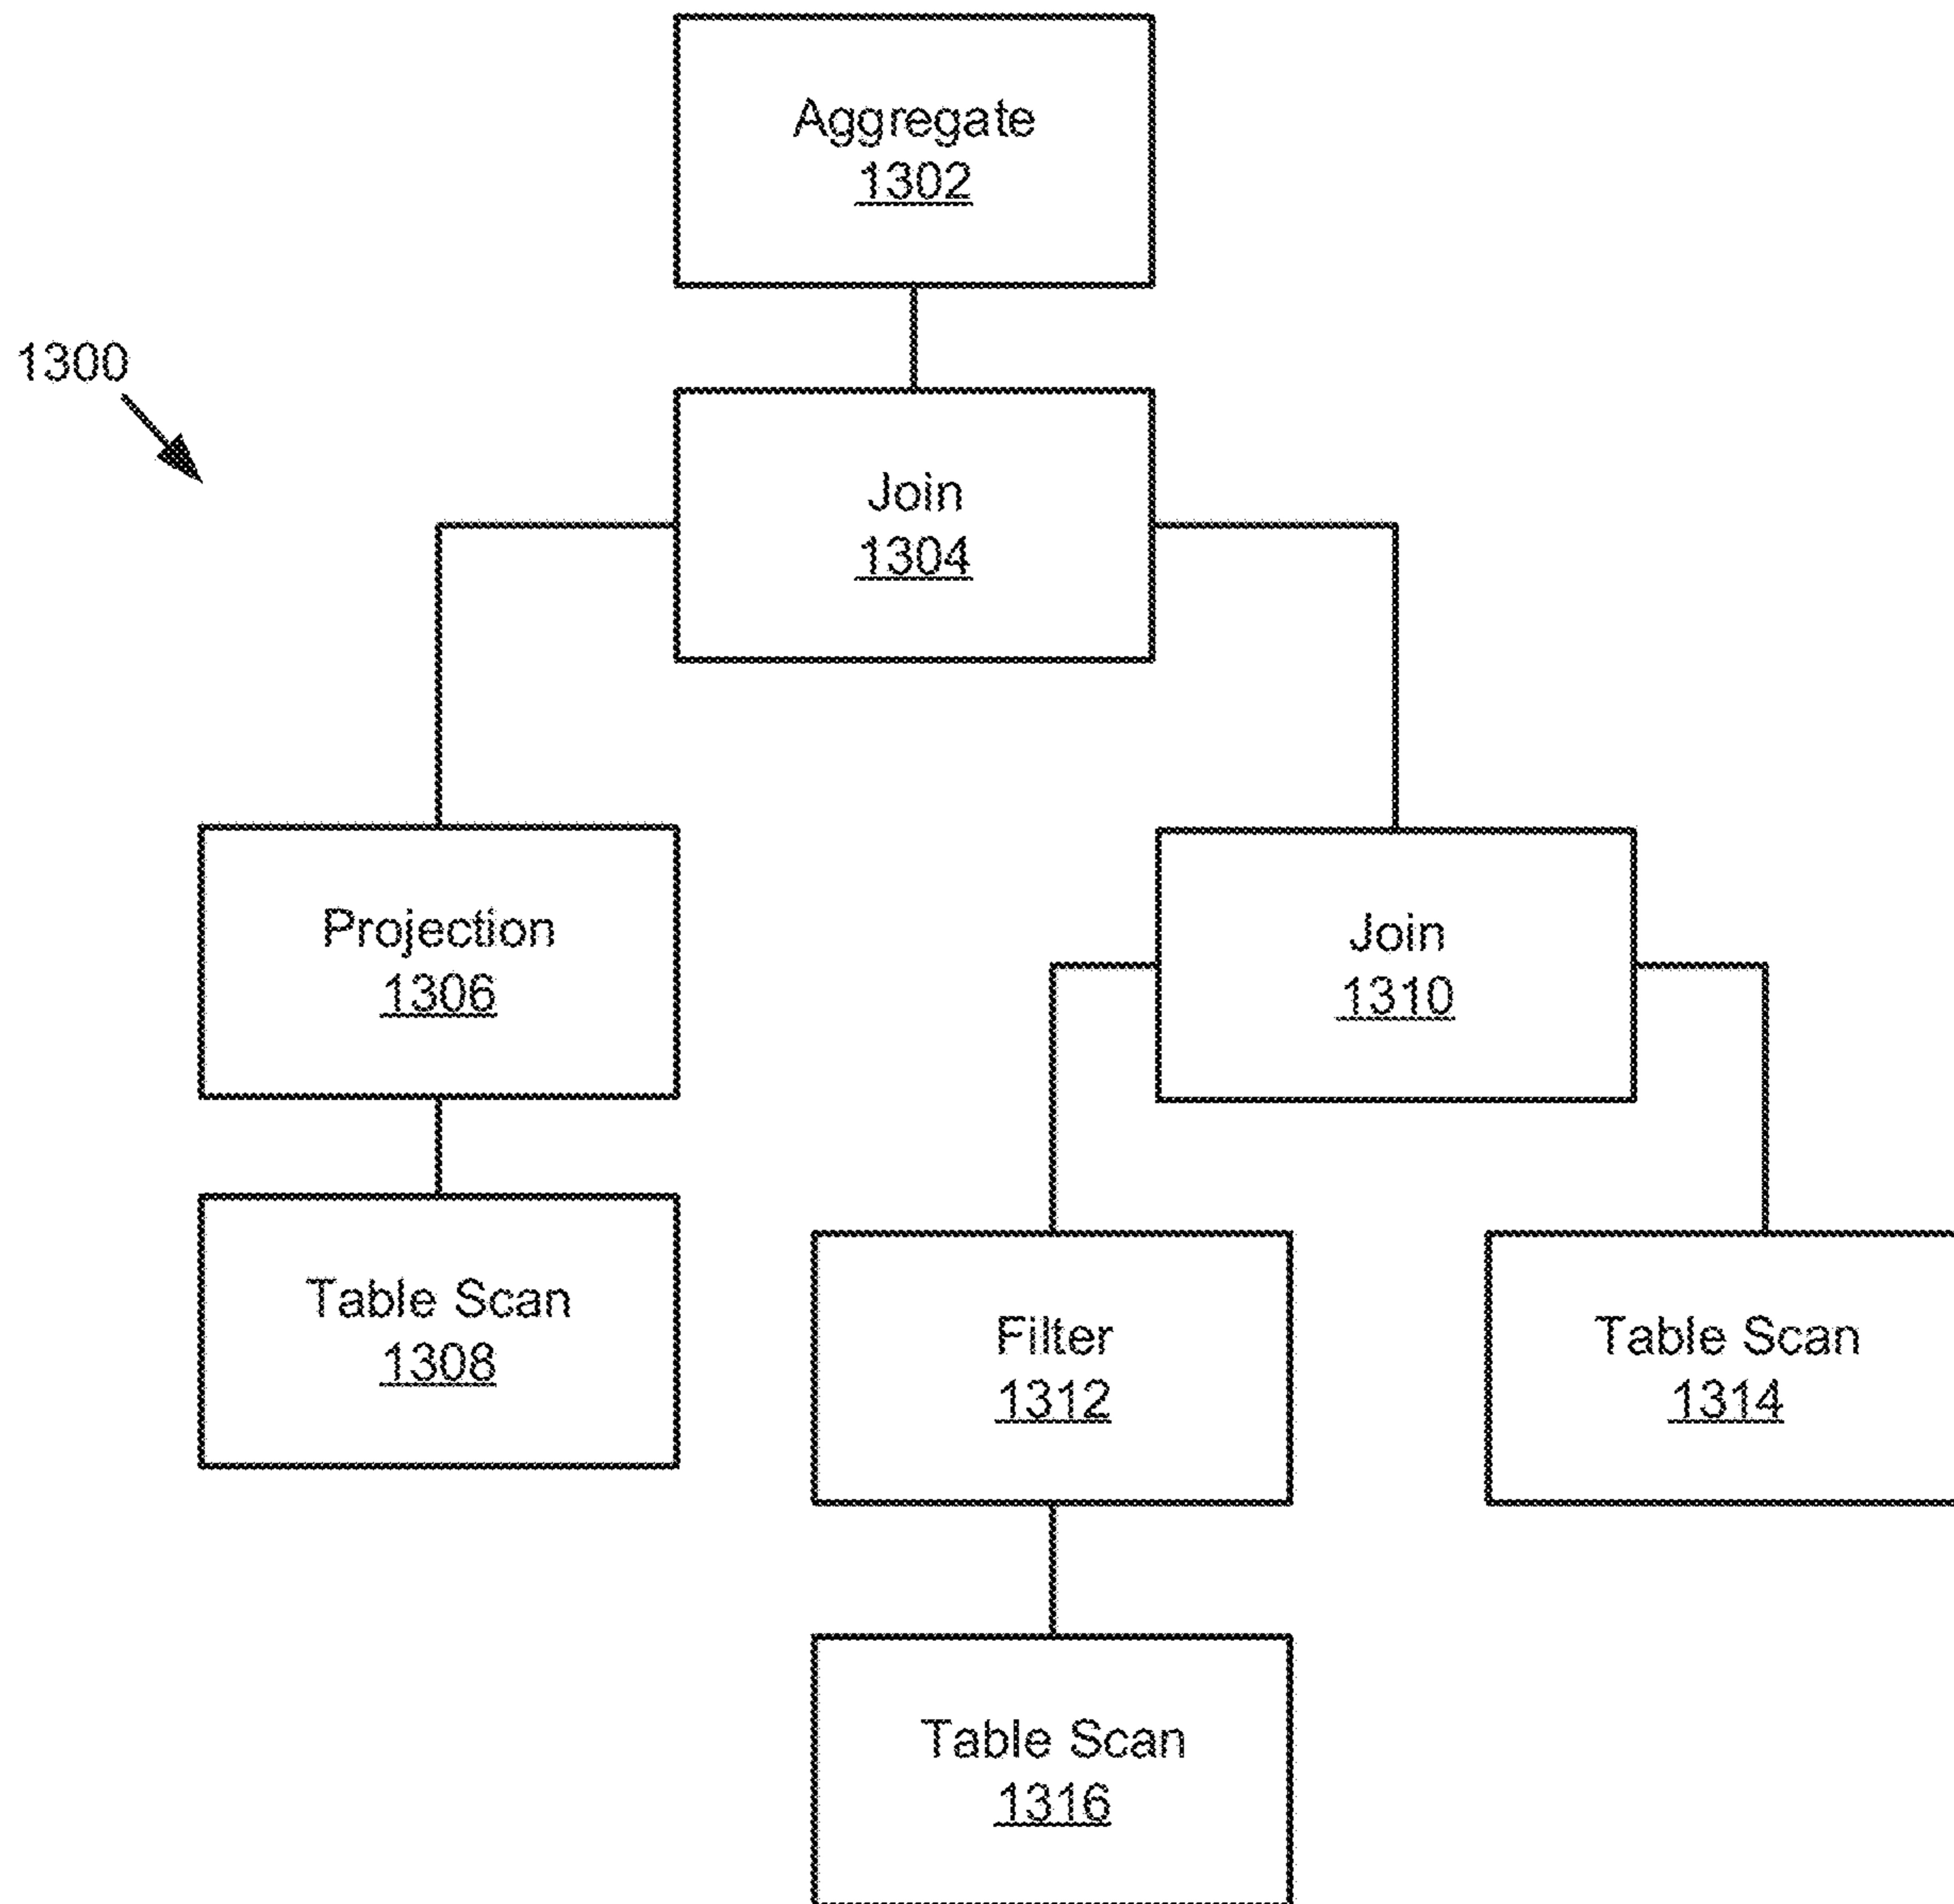 Aggregate
1302
1300
Join
1304
Projection
1306
Join
1310
Table Scan
1308
Filter
1312
Table Scan
1314
Table Scan
1316